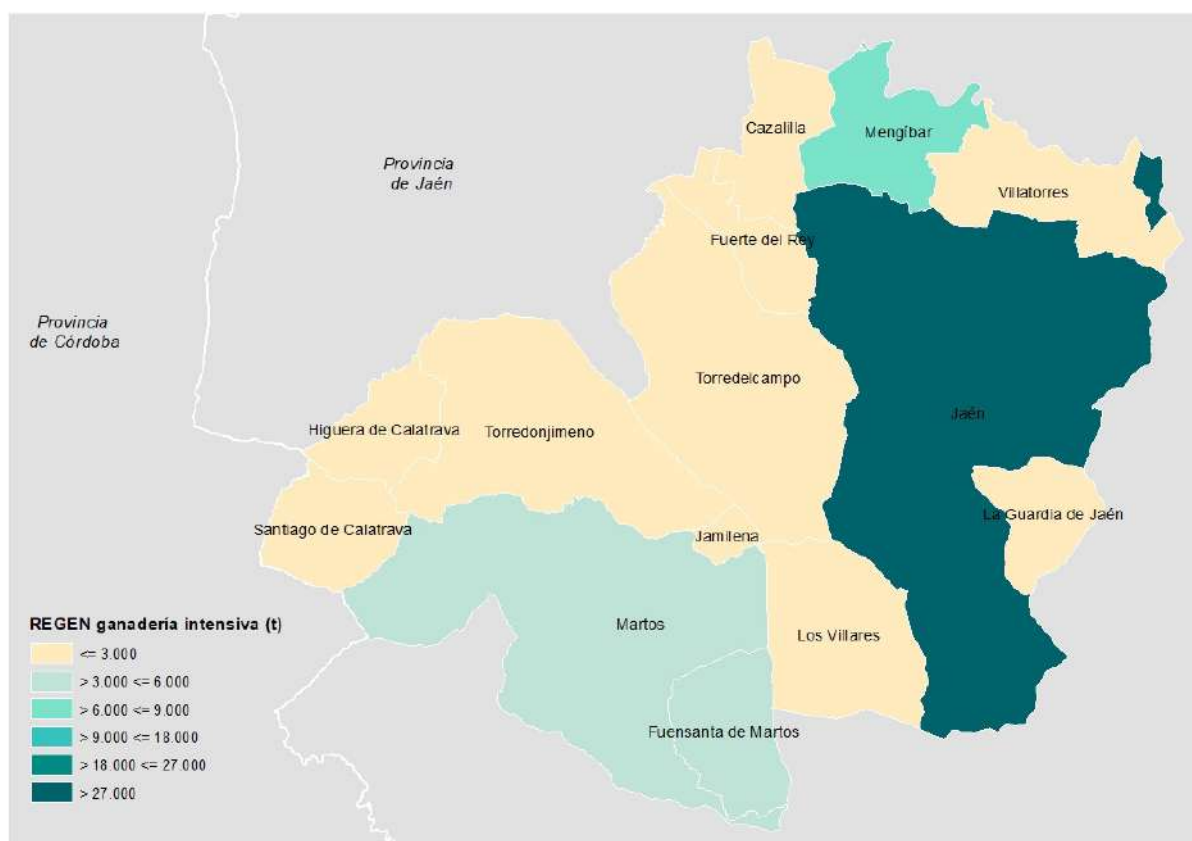 Cazalilla
Mengíbar
Provincia
de Jaén
Villatorres
Fuerte del Rey
Provincia
de Córdoba
Torredelcampo
Jaén
Higuera de Calatrava
Torredonjimeno
Santiago de Calatrava
La Guardia de Jaén
Jamilena
Martos
Los Villares
Fuensanta de Martos
REGEN ganadería intensiva (t)
<= 3.000
> 3.000 <= 6.000
> 6.000 <= 9.000
> 9.000 <= 18.000
> 18.000 <= 27.000
> 27.000